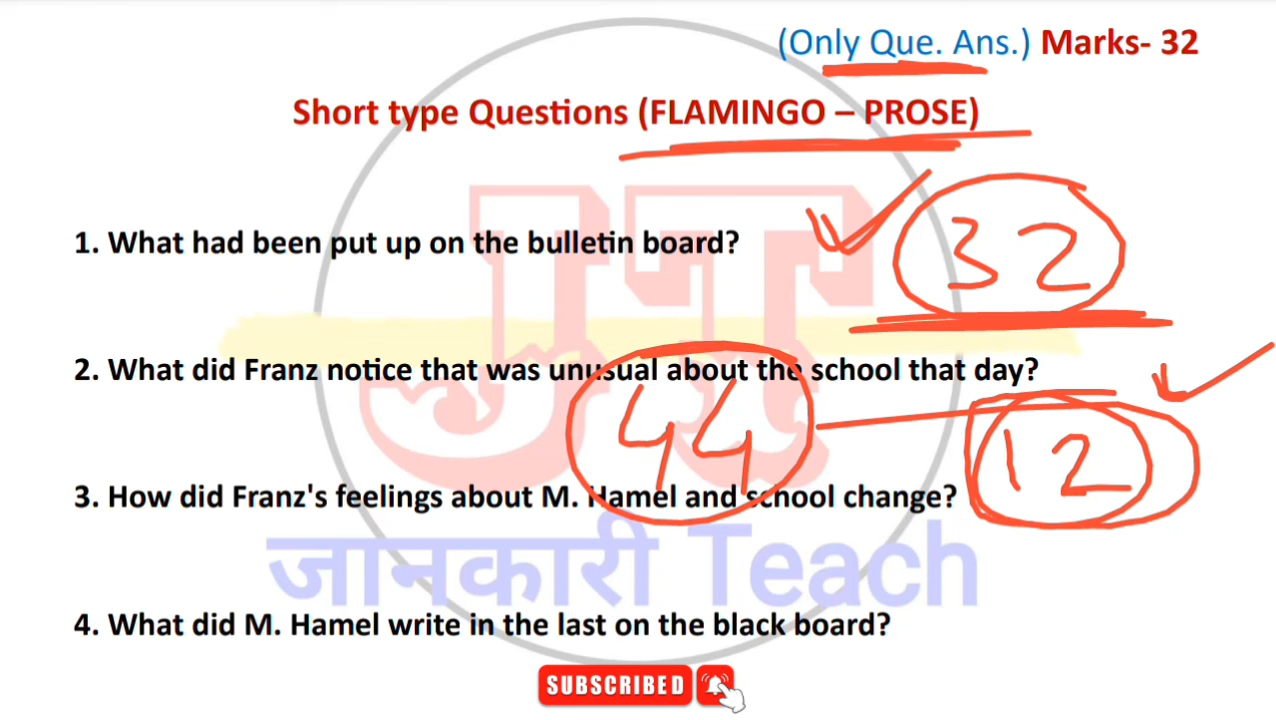 (Only Que. Ans.) Marks- 32
Short type Questions (FLAMINGO – PROSE)
1. What had been put up on the bulletin board?
32
2. What did Franz notice that was unusual about the school that day?
44
12
3. How did Franz's feelings about M. Hamel and school change?
JT
जानकारी Teach
4. What did M. Hamel write in the last on the black board?
SUBSCRIBED